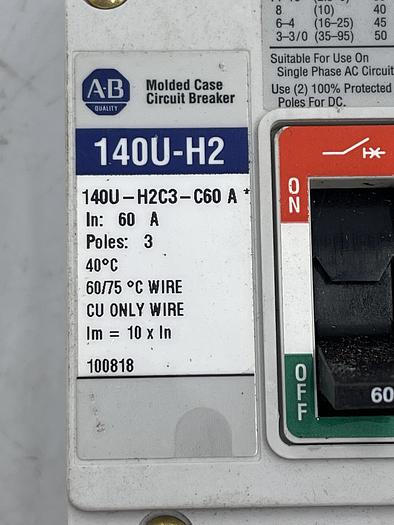 8 (10) 40
6–4 (16–25) 45
3–3/0 (35–95) 50
Suitable For Use On
Single Phase AC Circuit
Use (2) 100% Protected
Poles For DC.
A-B
QUALITY
Molded Case
Circuit Breaker
140U-H2
140U–H2C3–C60 A *
In: 60 A
Poles: 3
40°C
60/75 °C WIRE
CU ONLY WIRE
Im = 10 x In
100818
ON
OFF
60